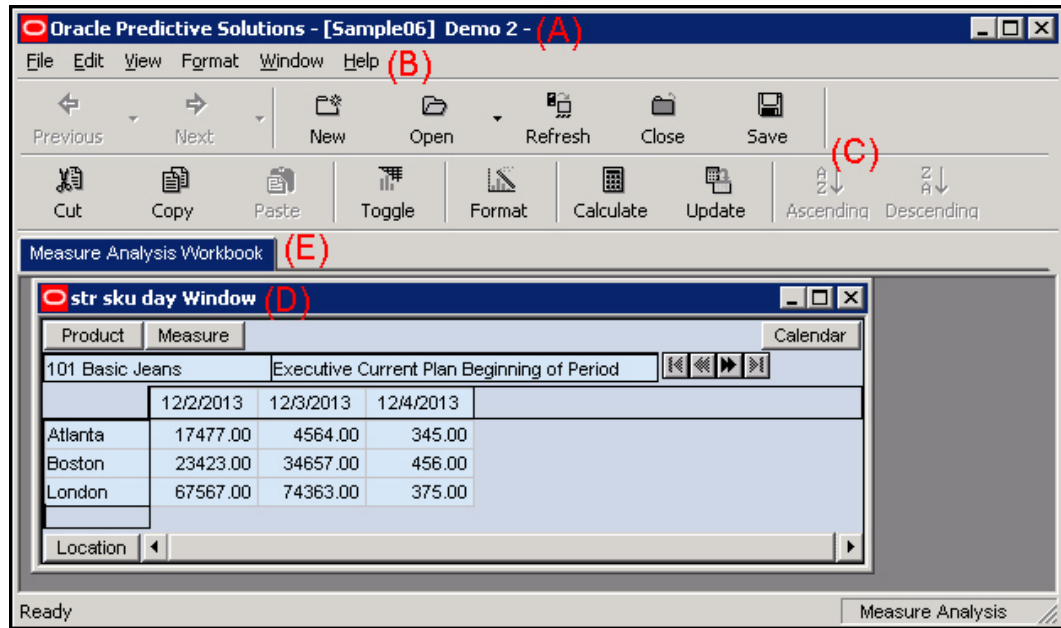 Oracle Predictive Solutions - [Sample06] Demo 2 - (A)
File Edit View Format Window Help (B)
Previous Next New Open Refresh Close Save
(C)
Cut Copy Paste Toggle Format Calculate Update Ascending Descending
Measure Analysis Workbook (E)
str sku day Window (D)
Product Measure Calendar
101 Basic Jeans Executive Current Plan Beginning of Period
12/2/2013 12/3/2013 12/4/2013
Atlanta 17477.00 4564.00 345.00
Boston 23423.00 34657.00 456.00
London 67567.00 74363.00 375.00
Location
Ready Measure Analysis